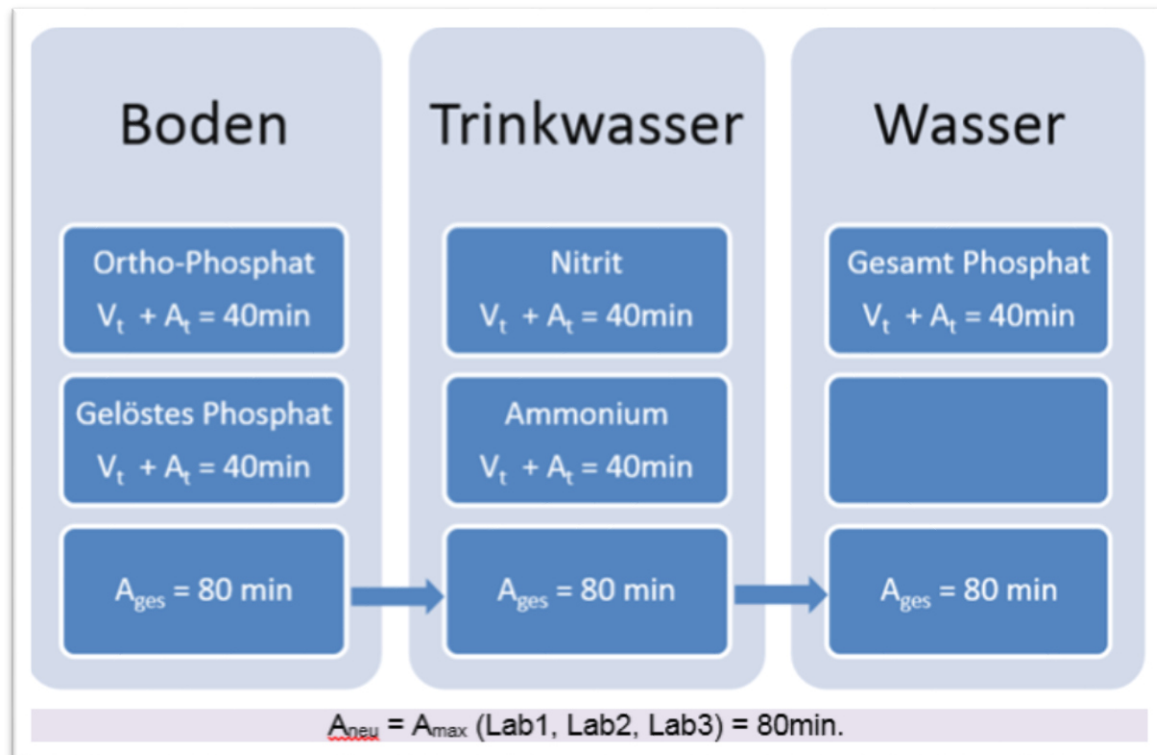 Boden
Ortho-Phosphat
Vt + At = 40min
Gelöstes Phosphat
Vt + At = 40min
Ages = 80 min
Trinkwasser
Nitrit
Vt + At = 40min
Ammonium
Vt + At = 40min
Ages = 80 min
Wasser
Gesamt Phosphat
Vt + At = 40min
Ages = 80 min
Aneu = Amax (Lab1, Lab2, Lab3) = 80min.